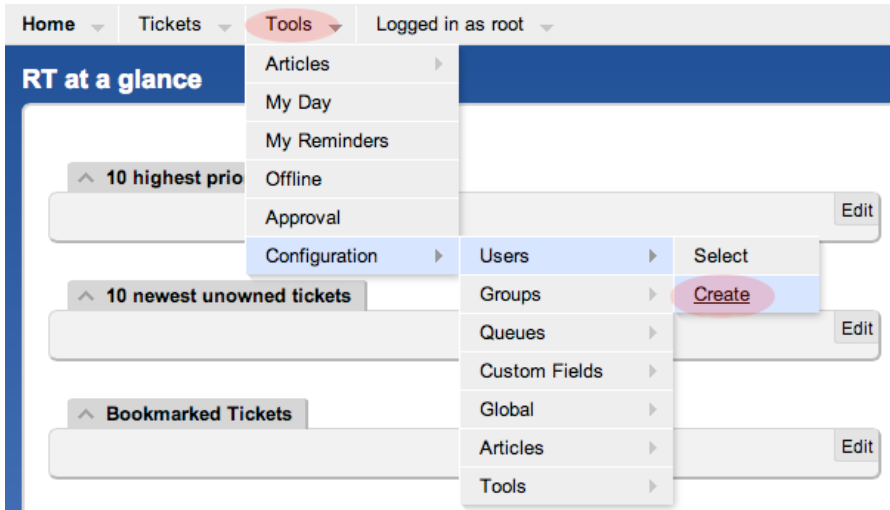 Home Tickets Tools Logged in as root
RT at a glance
Articles
My Day
My Reminders
10 highest prio
Offline
Approval
Edit
Configuration
Users
Select
10 newest unowned tickets
Groups
Create
Queues
Edit
Custom Fields
Bookmarked Tickets
Global
Articles
Edit
Tools